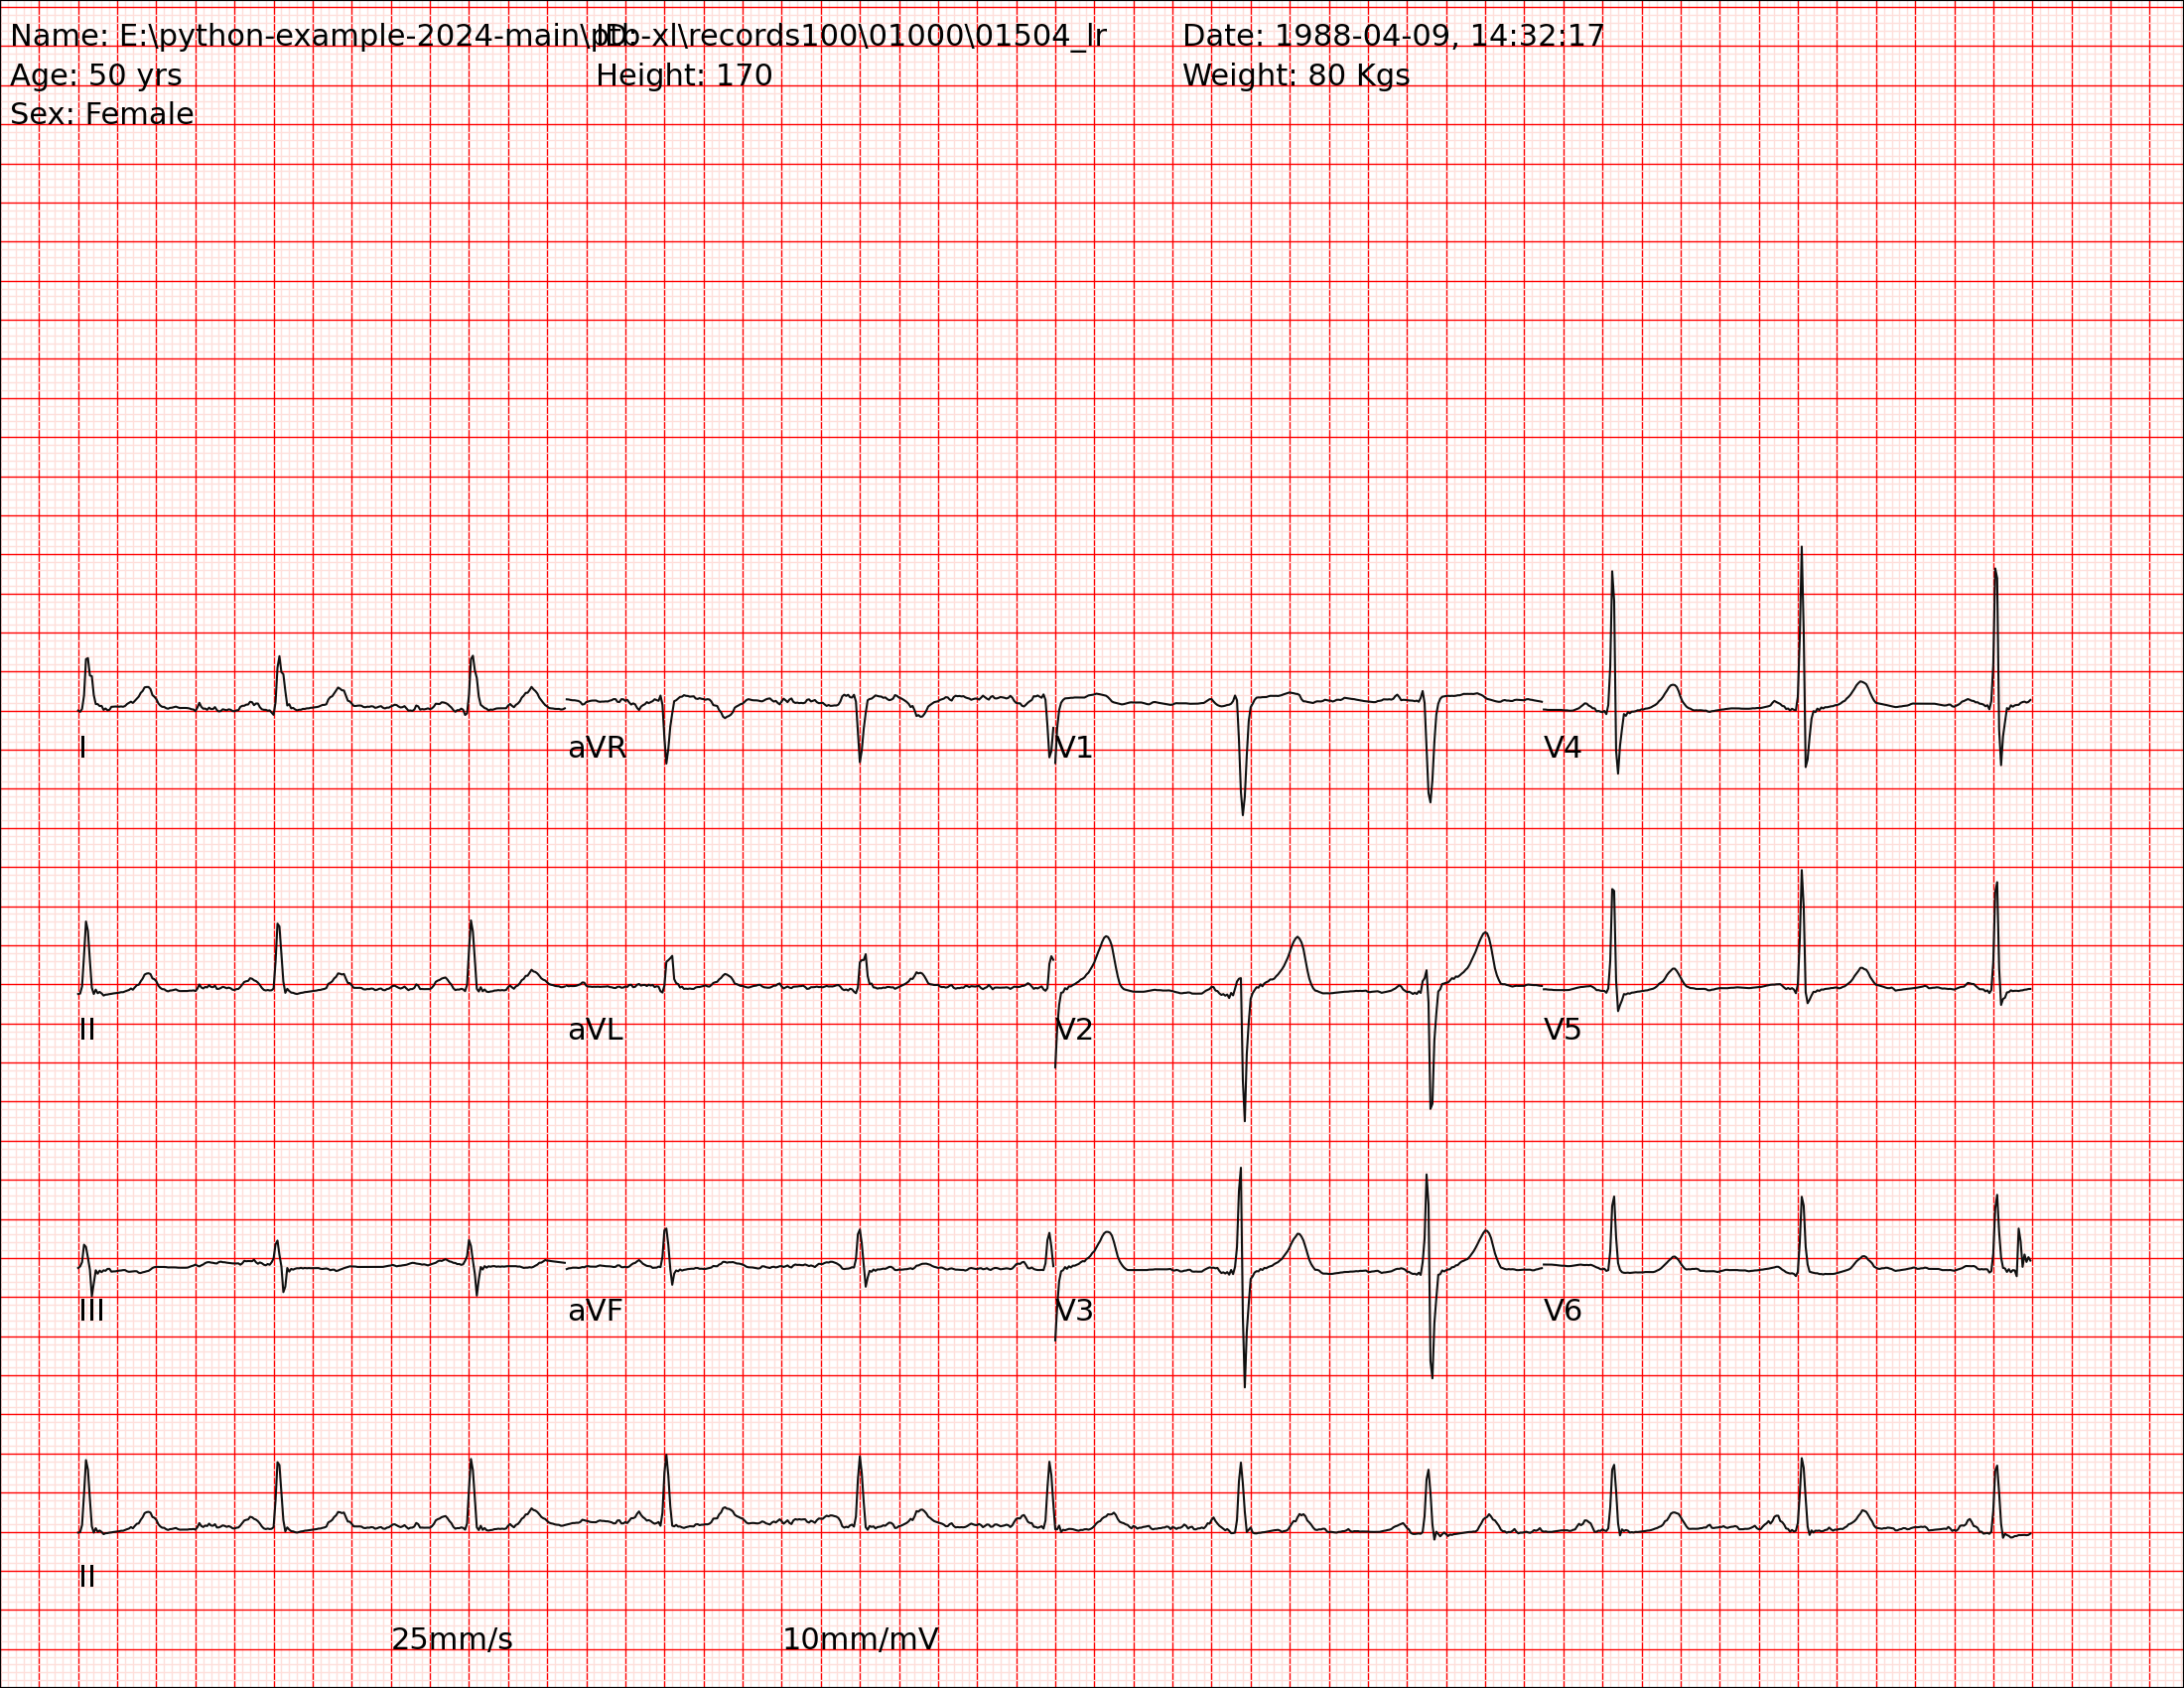 Name: E:\python-example-2024-main\ptb-xl\records100\01000\01504_lr ID: Date: 1988-04-09, 14:32:17
Age: 50 yrs Height: 170 Weight: 80 Kgs
Sex: Female
I aVR V1 V4
II aVL V2 V5
III aVF V3 V6
II
25mm/s 10mm/mV